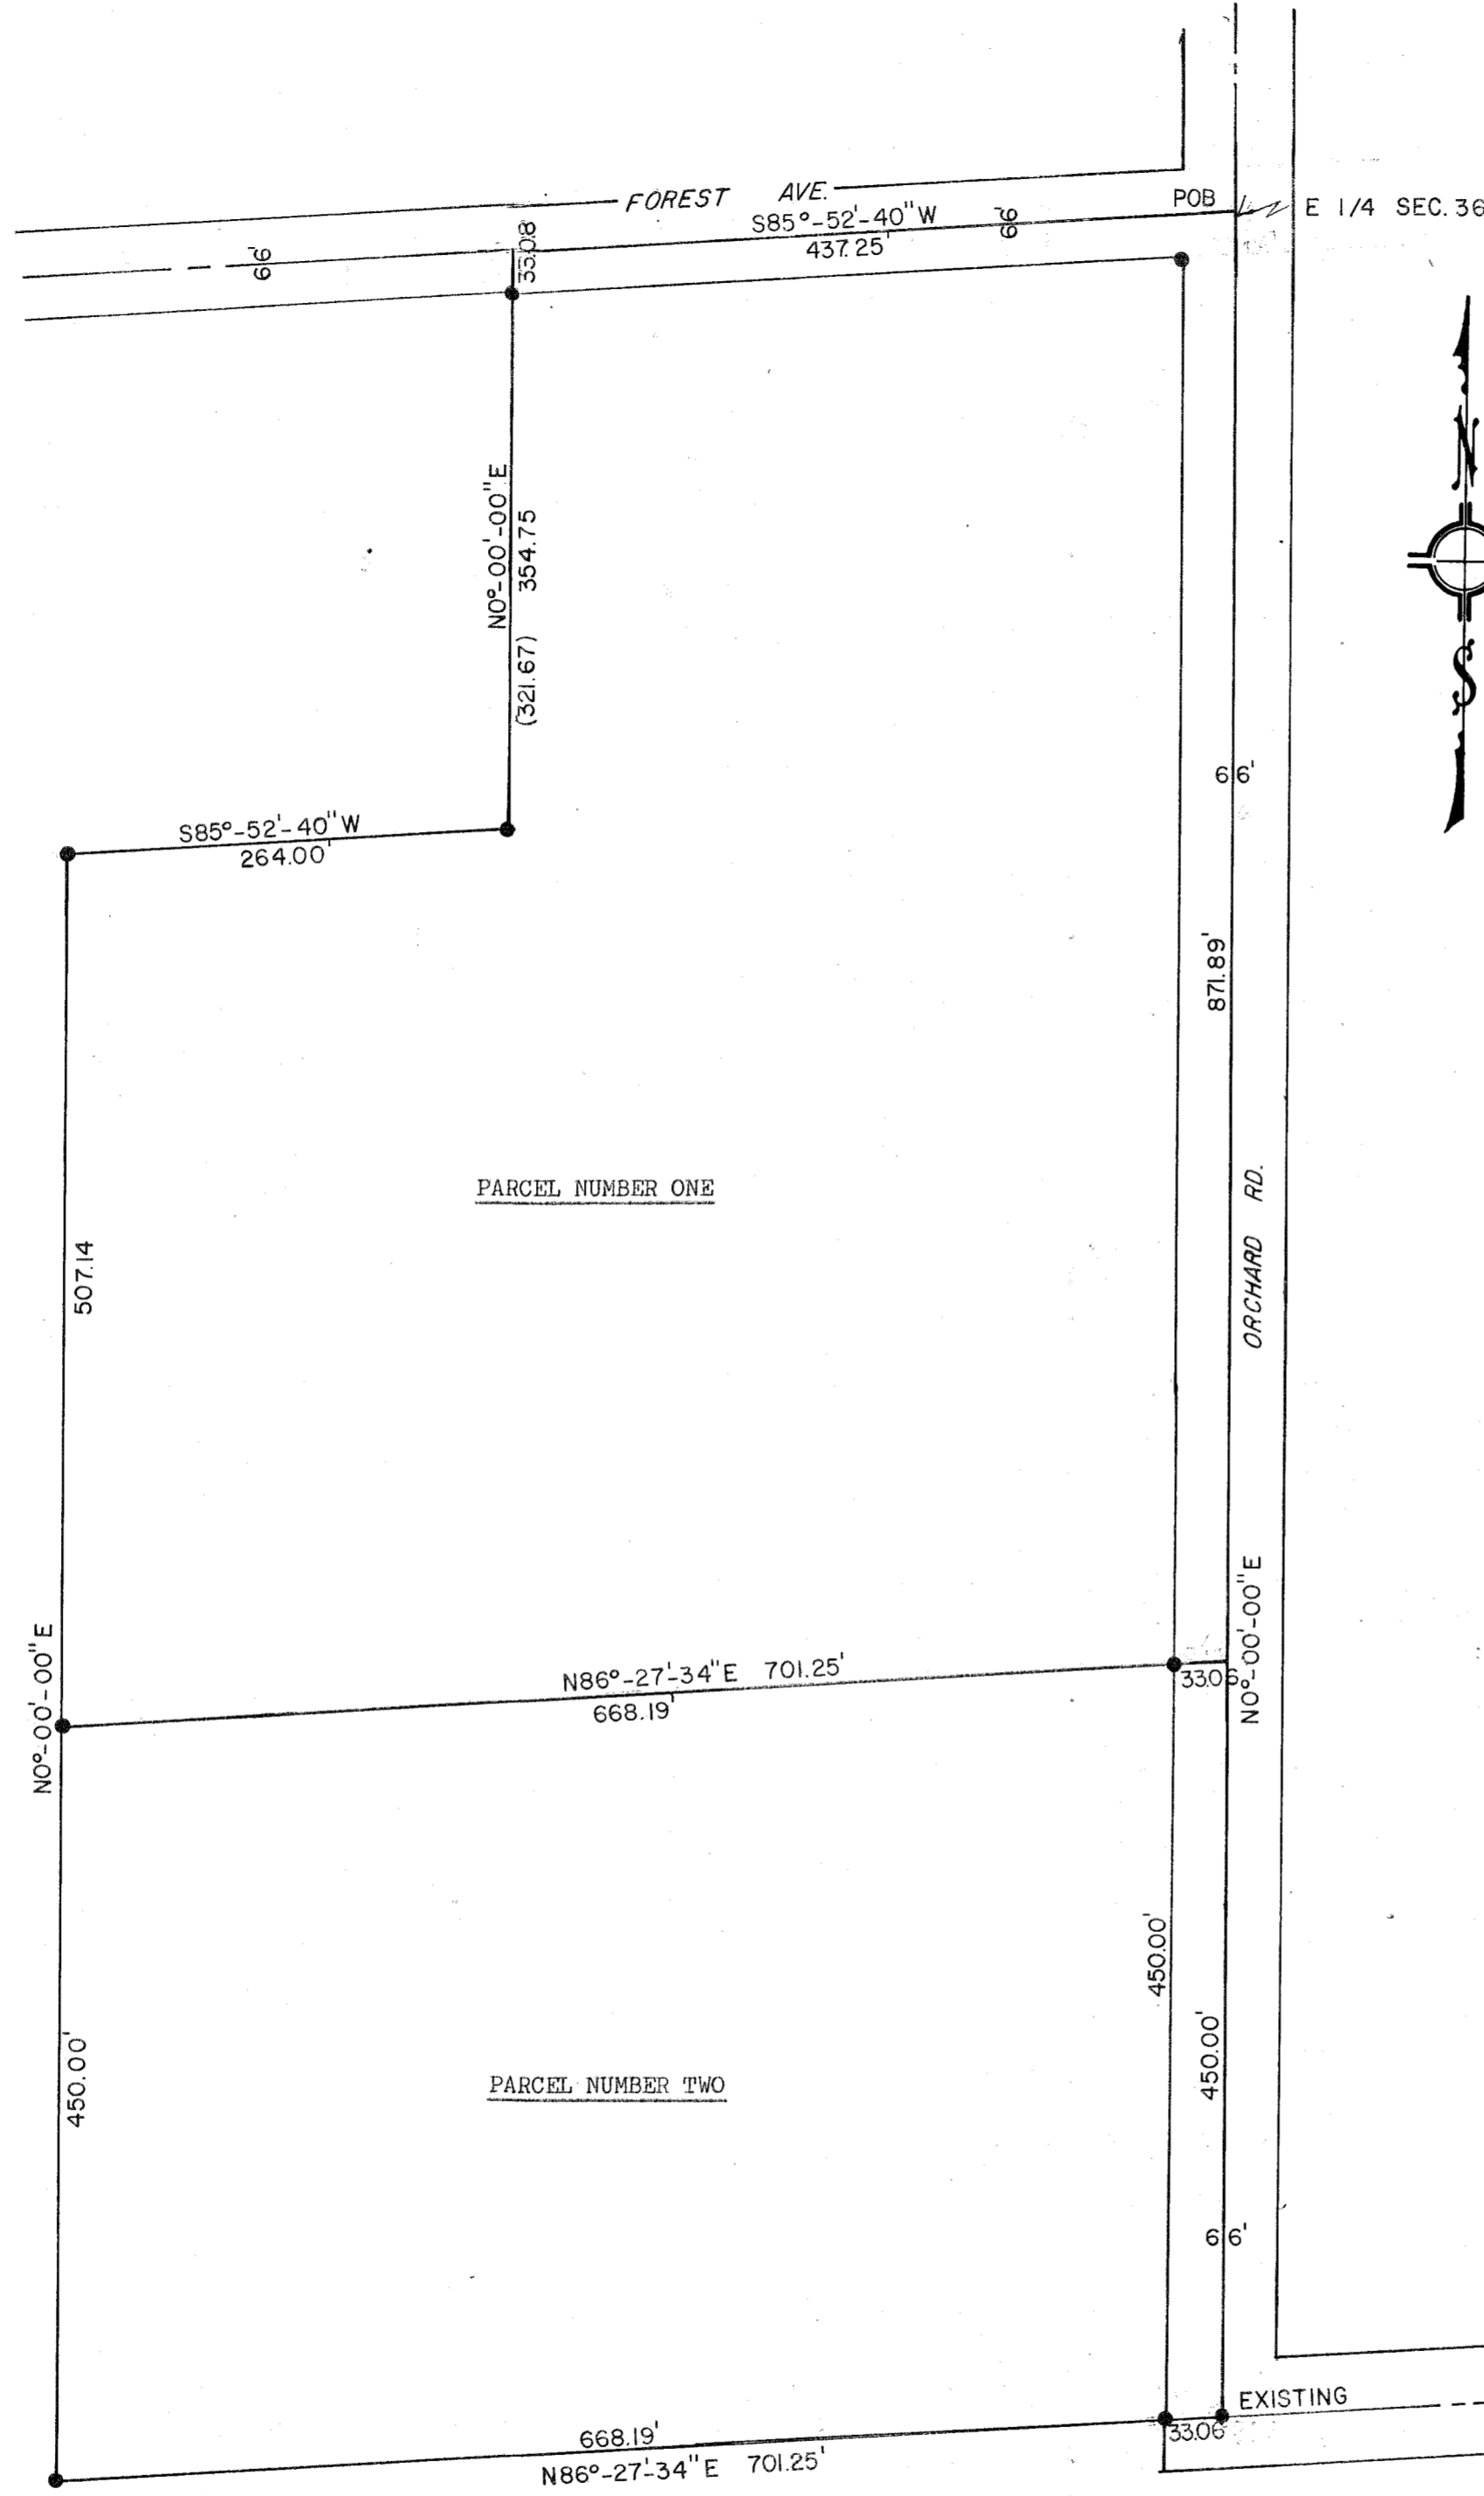 FOREST AVE.
POB
E 1/4 SEC. 36
S85°-52'-40"W
437.25'
66'
66'
33.08
N
N0°-00'-00"E
(321.67) 354.75
S
66'
S85°-52'-40"W
264.00'
871.89'
PARCEL NUMBER ONE
ORCHARD RD.
507.14
N0°-00'-00"E
N86°-27'-34"E 701.25'
668.19'
33.06
N0°-00'-00"E
450.00'
450.00'
450.00'
PARCEL NUMBER TWO
66'
EXISTING
668.19'
33.06
N86°-27'-34"E 701.25'